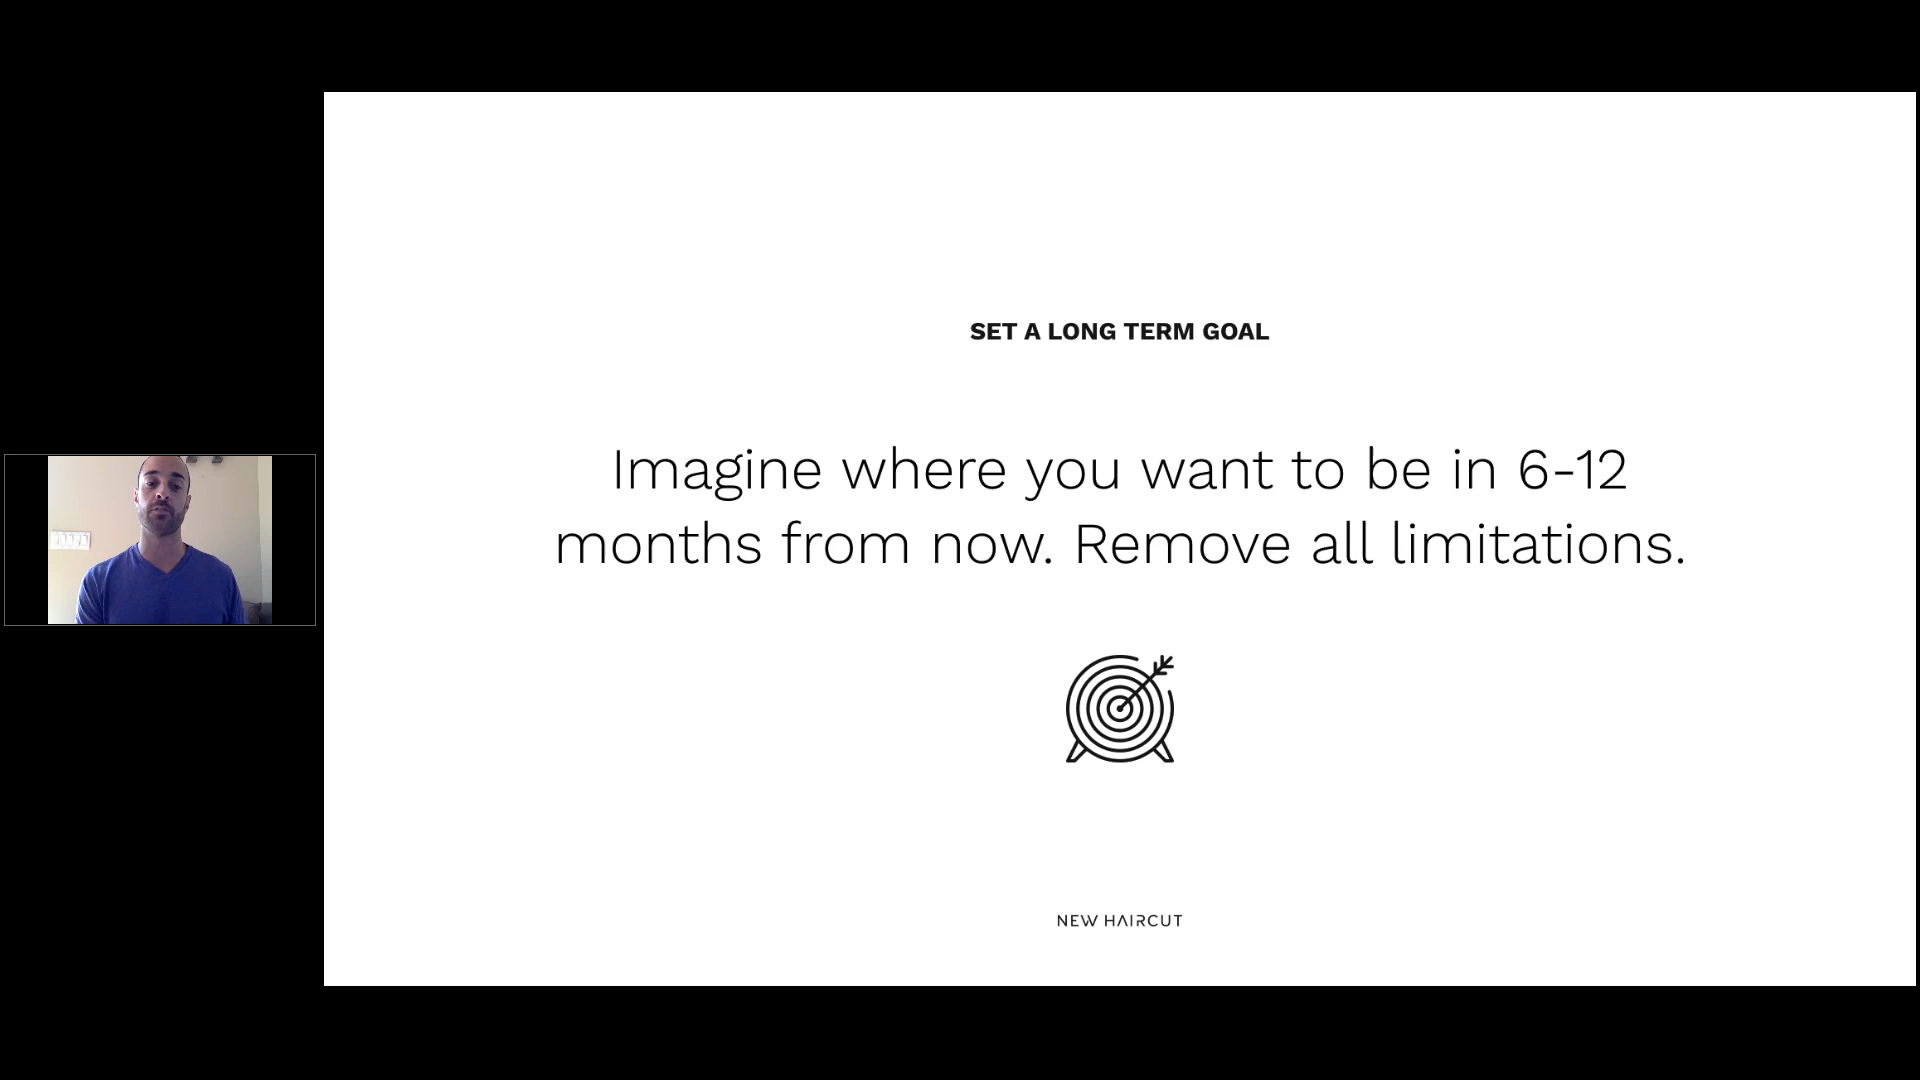 SET A LONG TERM GOAL
Imagine where you want to be in 6-12
months from now. Remove all limitations.
NEW HAIRCUT